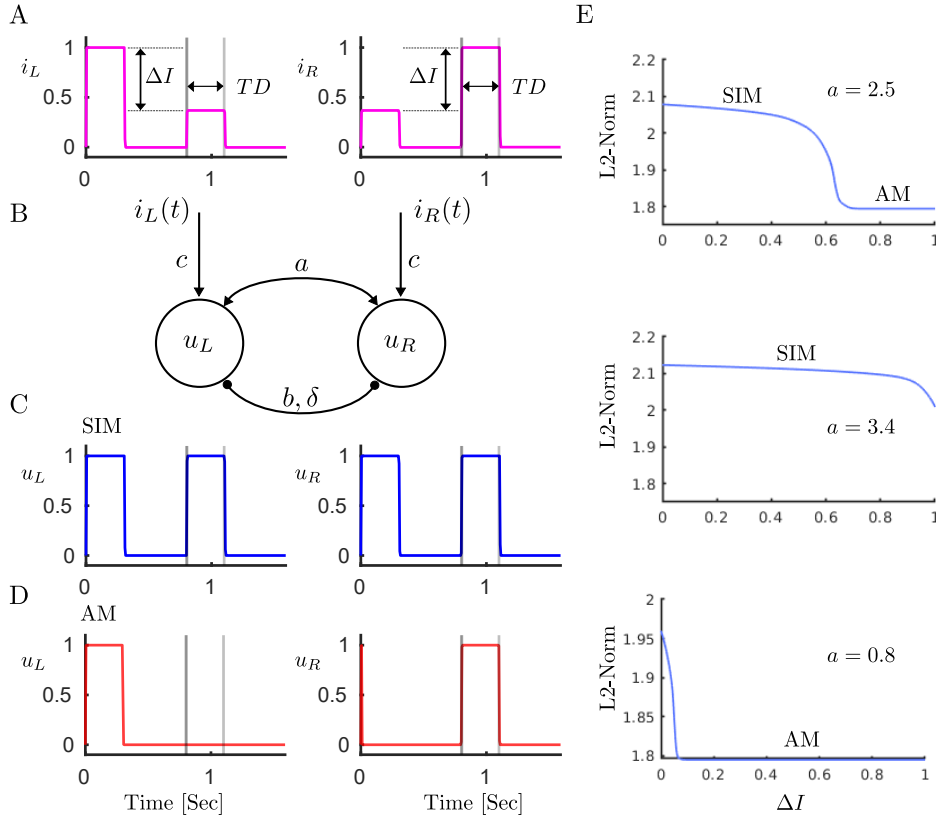 A
i_L
1
0.5
0
ΔI
TD
0
1
i_R
1
0.5
0
ΔI
TD
0
1
B
i_L(t)
i_R(t)
c
a
c
u_L
u_R
b, δ
C
SIM
u_L
1
0.5
0
0
1
u_R
1
0.5
0
0
1
D
AM
u_L
1
0.5
0
0
1
Time [Sec]
u_R
1
0.5
0
0
1
Time [Sec]
E
L2-Norm
2.2
2.1
2
1.9
1.8
SIM
a = 2.5
AM
0 0.2 0.4 0.6 0.8 1
L2-Norm
2.2
2.1
2
1.9
1.8
SIM
a = 3.4
0 0.2 0.4 0.6 0.8 1
L2-Norm
2
1.95
1.9
1.85
1.8
a = 0.8
AM
0 0.2 0.4 0.6 0.8 1
ΔI